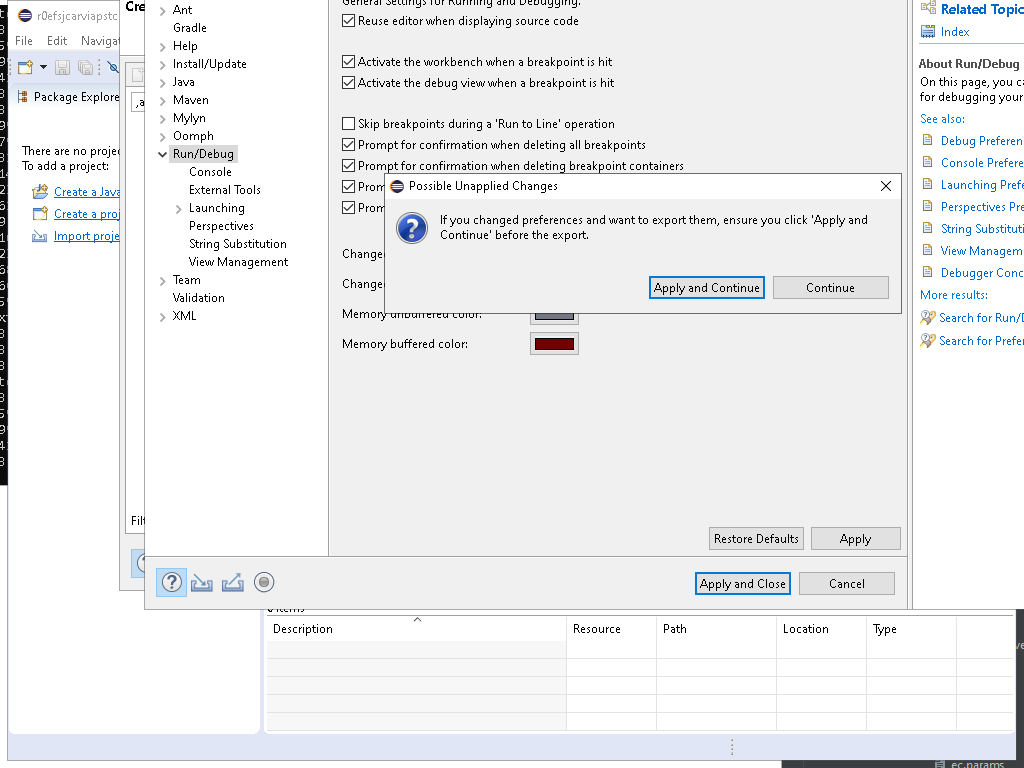 r0efsjcarviapstc
File Edit Navigat
Package Explore
There are no projec
To add a project:
Create a Java
Create a proj
Import proje
Cre
Filt
Ant
Gradle
Help
Install/Update
Java
Maven
Mylyn
Oomph
Run/Debug
Console
External Tools
Launching
Perspectives
String Substitution
View Management
Team
Validation
XML
General Settings for Running and Debugging.
Reuse editor when displaying source code
Activate the workbench when a breakpoint is hit
Activate the debug view when a breakpoint is hit
Skip breakpoints during a 'Run to Line' operation
Prompt for confirmation when deleting all breakpoints
Prompt for confirmation when deleting breakpoint containers
Prom
Prom
Change
Change
Memory unbuffered color:
Memory buffered color:
Possible Unapplied Changes
If you changed preferences and want to export them, ensure you click 'Apply and
Continue' before the export.
Apply and Continue Continue
Restore Defaults Apply
Apply and Close Cancel
Related Topic
Index
About Run/Debug
On this page, you ca
for debugging your
See also:
Debug Preferen
Console Prefere
Launching Prefe
Perspectives Pre
String Substituti
View Managem
Debugger Conc
More results:
Search for Run/D
Search for Prefer
Description Resource Path Location Type
ec.params